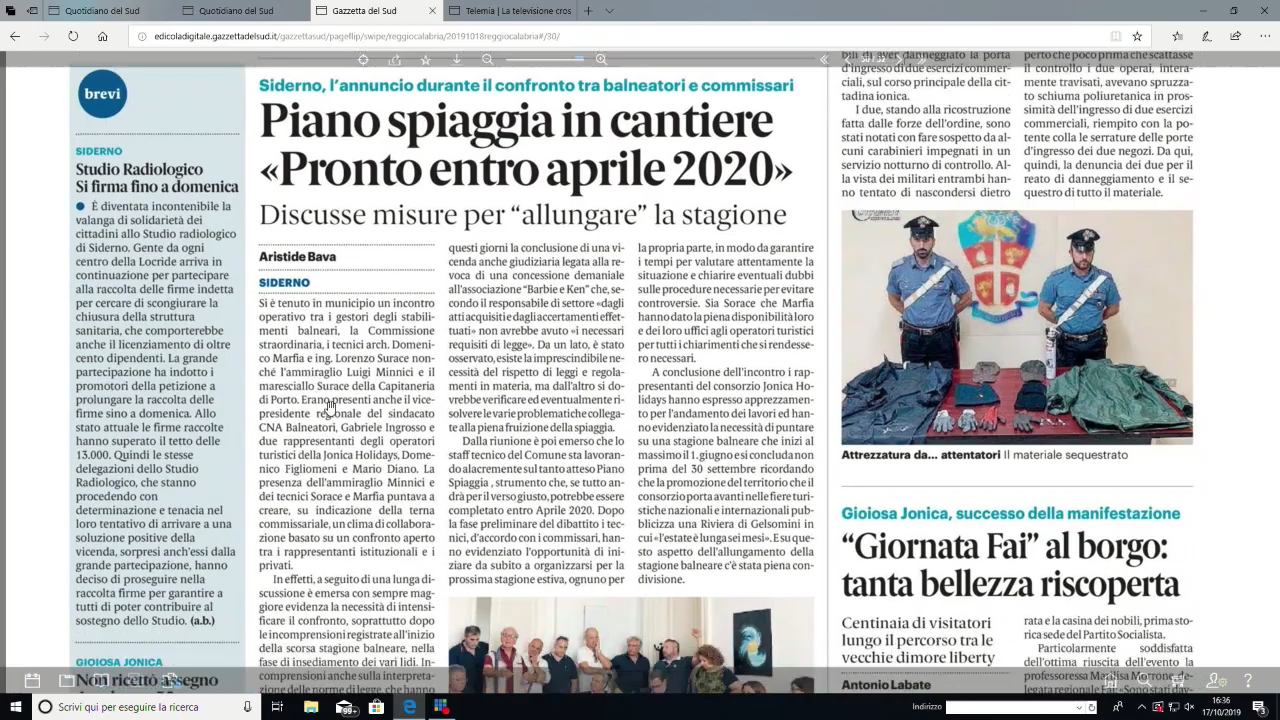 Gazzetta del Sud
Gazzetta del Sud
Telemia | La televisione dei cal
edicoladigitale.gazzettadelsud.it/gazzettasud/pageflip/swipe/reggiocalabria/20191018reggiocalabria#/30/
brevi
SIDERNO
Studio Radiologico
Si firma fino a domenica
È diventata incontenibile la
valanga di solidarietà dei
cittadini allo Studio radiologico
di Siderno. Gente da ogni
centro della Locride arriva in
continuazione per partecipare
alla raccolta delle firme indetta
per cercare di scongiurare la
chiusura della struttura
sanitaria, che comporterebbe
anche il licenziamento di oltre
cento dipendenti. La grande
partecipazione ha indotto i
promotori della petizione a
prolungare la raccolta delle
firme sino a domenica. Allo
stato attuale le firme raccolte
hanno superato il tetto delle
13.000. Quindi le stesse
delegazioni dello Studio
Radiologico, che stanno
procedendo con
determinazione e tenacia nel
loro tentativo di arrivare a una
soluzione positiva della
vicenda, sorpresi anch'essi dalla
grande partecipazione, hanno
deciso di proseguire nella
raccolta firme per garantire a
tutti di poter contribuire al
sostegno dello Studio. (a.b.)
GIOIOSA JONICA
Non ricetto assegno
Siderno, l'annuncio durante il confronto tra balneatori e commissari
Piano spiaggia in cantiere
«Pronto entro aprile 2020»
Discusse misure per “allungare” la stagione
Aristide Bava
SIDERNO
Si è tenuto in municipio un incontro
operativo tra i gestori degli stabili-
menti balneari, la Commissione
straordinaria, i tecnici arch. Domeni-
co Marfia e ing. Lorenzo Surace non-
ché l'ammiraglio Luigi Minnici e il
maresciallo Surace della Capitaneria
di Porto. Erano presenti anche il vice-
presidente regionale del sindacato
CNA Balneatori, Gabriele Ingrosso e
due rappresentanti degli operatori
turistici della Jonica Holidays, Dome-
nico Figliomeni e Mario Diano. La
presenza dell'ammiraglio Minnici e
dei tecnici Sorace e Marfia puntava a
creare, su indicazione della terna
commissariale, un clima di collabora-
zione basato su un confronto aperto
tra i rappresentanti istituzionali e i
privati.
In effetti, a seguito di una lunga di-
scussione è emersa con sempre mag-
giore evidenza la necessità di intensi-
ficare il confronto, soprattutto dopo
le incomprensioni registrate all'inizio
della scorsa stagione balneare, nella
fase di insediamento dei vari lidi. In-
comprensioni anche sulla interpreta-
zione delle norme di legge, che hanno
questi giorni la conclusione di una vi-
cenda anche giudiziaria legata alla re-
voca di una concessione demaniale
all'associazione “Barbie e Ken” che, se-
condo il responsabile di settore «dagli
atti acquisiti e dagli accertamenti effet-
tuati» non avrebbe avuto «i necessari
requisiti di legge». Da un lato, è stato
osservato, esiste la imprescindibile ne-
cessità del rispetto di leggi e regola-
menti in materia, ma dall'altro si do-
vrebbe verificare ed eventualmente ri-
solvere le varie problematiche collega-
te alla piena fruizione della spiaggia.
Dalla riunione è poi emerso che lo
staff tecnico del Comune sta lavoran-
do alacremente sul tanto atteso Piano
Spiaggia , strumento che, se tutto an-
drà per il verso giusto, potrebbe essere
completato entro Aprile 2020. Dopo
la fase preliminare del dibattito i tec-
nici, d'accordo con i commissari, han-
no evidenziato l'opportunità di ini-
ziare da subito a organizzarsi per la
prossima stagione estiva, ognuno per
la propria parte, in modo da garantire
i tempi per valutare attentamente la
situazione e chiarire eventuali dubbi
sulle procedure necessarie per evitare
controversie. Sia Sorace che Marfia
hanno dato la piena disponibilità loro
e dei loro uffici agli operatori turistici
per tutti i chiarimenti che si rendesse-
ro necessari.
A conclusione dell'incontro i rap-
presentanti del consorzio Jonica Ho-
lidays hanno espresso apprezzamen-
to per l'andamento dei lavori ed han-
no evidenziato la necessità di puntare
su una stagione balneare che inizi al
massimo il 1. giugno e si concluda non
prima del 30 settembre ricordando
che la promozione del territorio che il
consorzio porta avanti nelle fiere turi-
stiche nazionali e internazionali pub-
blicizza una Riviera di Gelsomini in
cui «l'estate è lunga sei mesi». E su que-
sto aspetto dell'allungamento della
stagione balneare c'è stata piena con-
divisione.
bili di aver danneggiato la porta
d'ingresso di due esercizi commer-
ciali, sul corso principale della cit-
tadina ionica.
I due, stando alla ricostruzione
fatta dalle forze dell'ordine, sono
stati notati con fare sospetto da al-
cuni carabinieri impegnati in un
servizio notturno di controllo. Al-
la vista dei militari entrambi han-
no tentato di nascondersi dietro
perto che poco prima che scattasse
il controllo i due operai, intera-
mente travisati, avevano spruzza-
to schiuma poliuretanica in pros-
simità dell'ingresso di due esercizi
commerciali, riempito con la po-
tente colla le serrature delle porte
d'ingresso dei due negozi. Da qui,
quindi, la denuncia dei due per il
reato di danneggiamento e il se-
questro di tutto il materiale.
Attrezzatura da... attentatori Il materiale sequestrato
Gioiosa Jonica, successo della manifestazione
“Giornata Fai” al borgo:
tanta bellezza riscoperta
Centinaia di visitatori
lungo il percorso tra le
vecchie dimore liberty
Antonio Labate
rata e la casina dei nobili, prima sto-
rica sede del Partito Socialista.
Particolarmente soddisfatta
dell'ottima riuscita dell'evento la
professoressa Marilisa Morrone, de-
legata regionale Fai. «Sono stati dav-
Scrivi qui per eseguire la ricerca
Indirizzo
16:36
17/10/2019